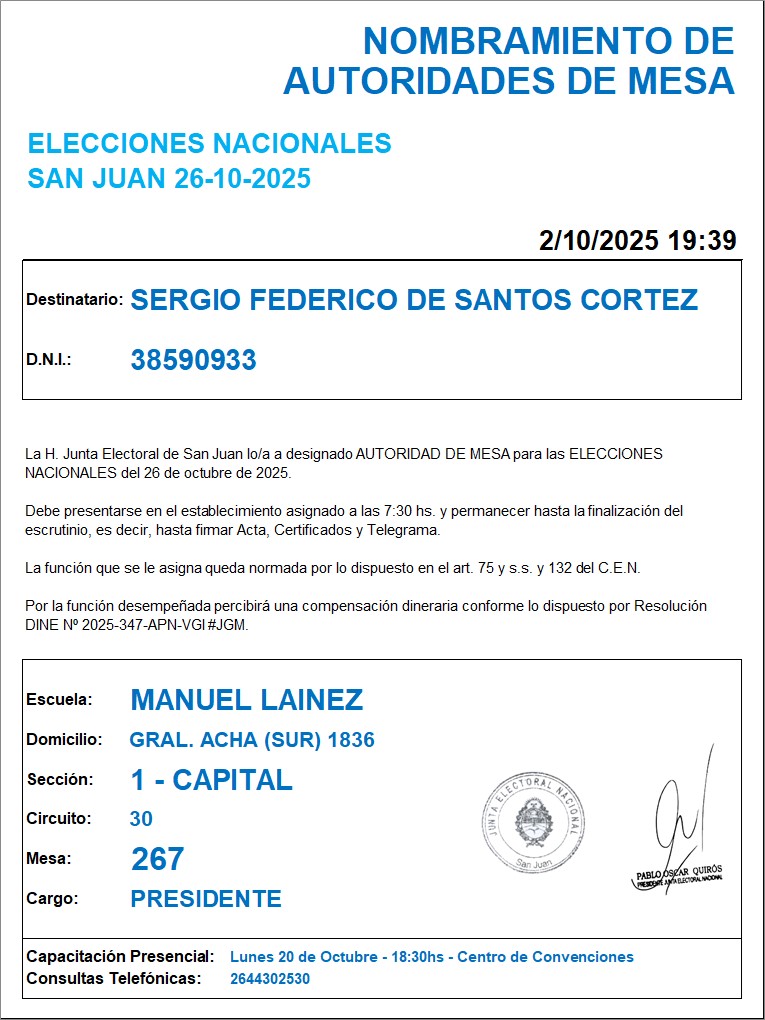 NOMBRAMIENTO DE
AUTORIDADES DE MESA
ELECCIONES NACIONALES
SAN JUAN 26-10-2025
2/10/2025 19:39
Destinatario: SERGIO FEDERICO DE SANTOS CORTEZ
D.N.I.: 38590933
La H. Junta Electoral de San Juan lo/a a designado AUTORIDAD DE MESA para las ELECCIONES
NACIONALES del 26 de octubre de 2025.
Debe presentarse en el establecimiento asignado a las 7:30 hs. y permanecer hasta la finalización del
escrutinio, es decir, hasta firmar Acta, Certificados y Telegrama.
La función que se le asigna queda normada por lo dispuesto en el art. 75 y s.s. y 132 del C.E.N.
Por la función desempeñada percibirá una compensación dineraria conforme lo dispuesto por Resolución
DINE Nº 2025-347-APN-VGI#JGM.
Escuela: MANUEL LAINEZ
Domicilio: GRAL. ACHA (SUR) 1836
Sección: 1 - CAPITAL
Circuito: 30
Mesa: 267
Cargo: PRESIDENTE
JUNTA ELECTORAL NACIONAL
San Juan
PABLO OSCAR QUIRÓS
PRESIDENTE JUNTA ELECTORAL NACIONAL
Capacitación Presencial: Lunes 20 de Octubre - 18:30hs - Centro de Convenciones
Consultas Telefónicas: 2644302530